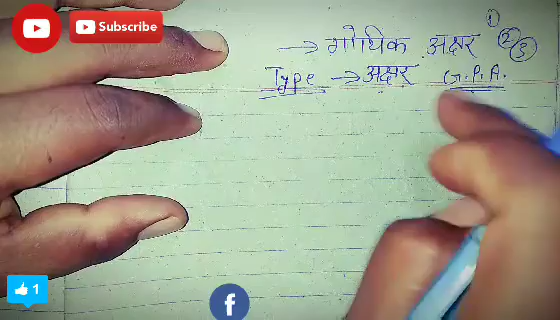 Subscribe
→ गौथिक अक्षर ① ② ③
Type → अक्षर G.P.A.
1
f